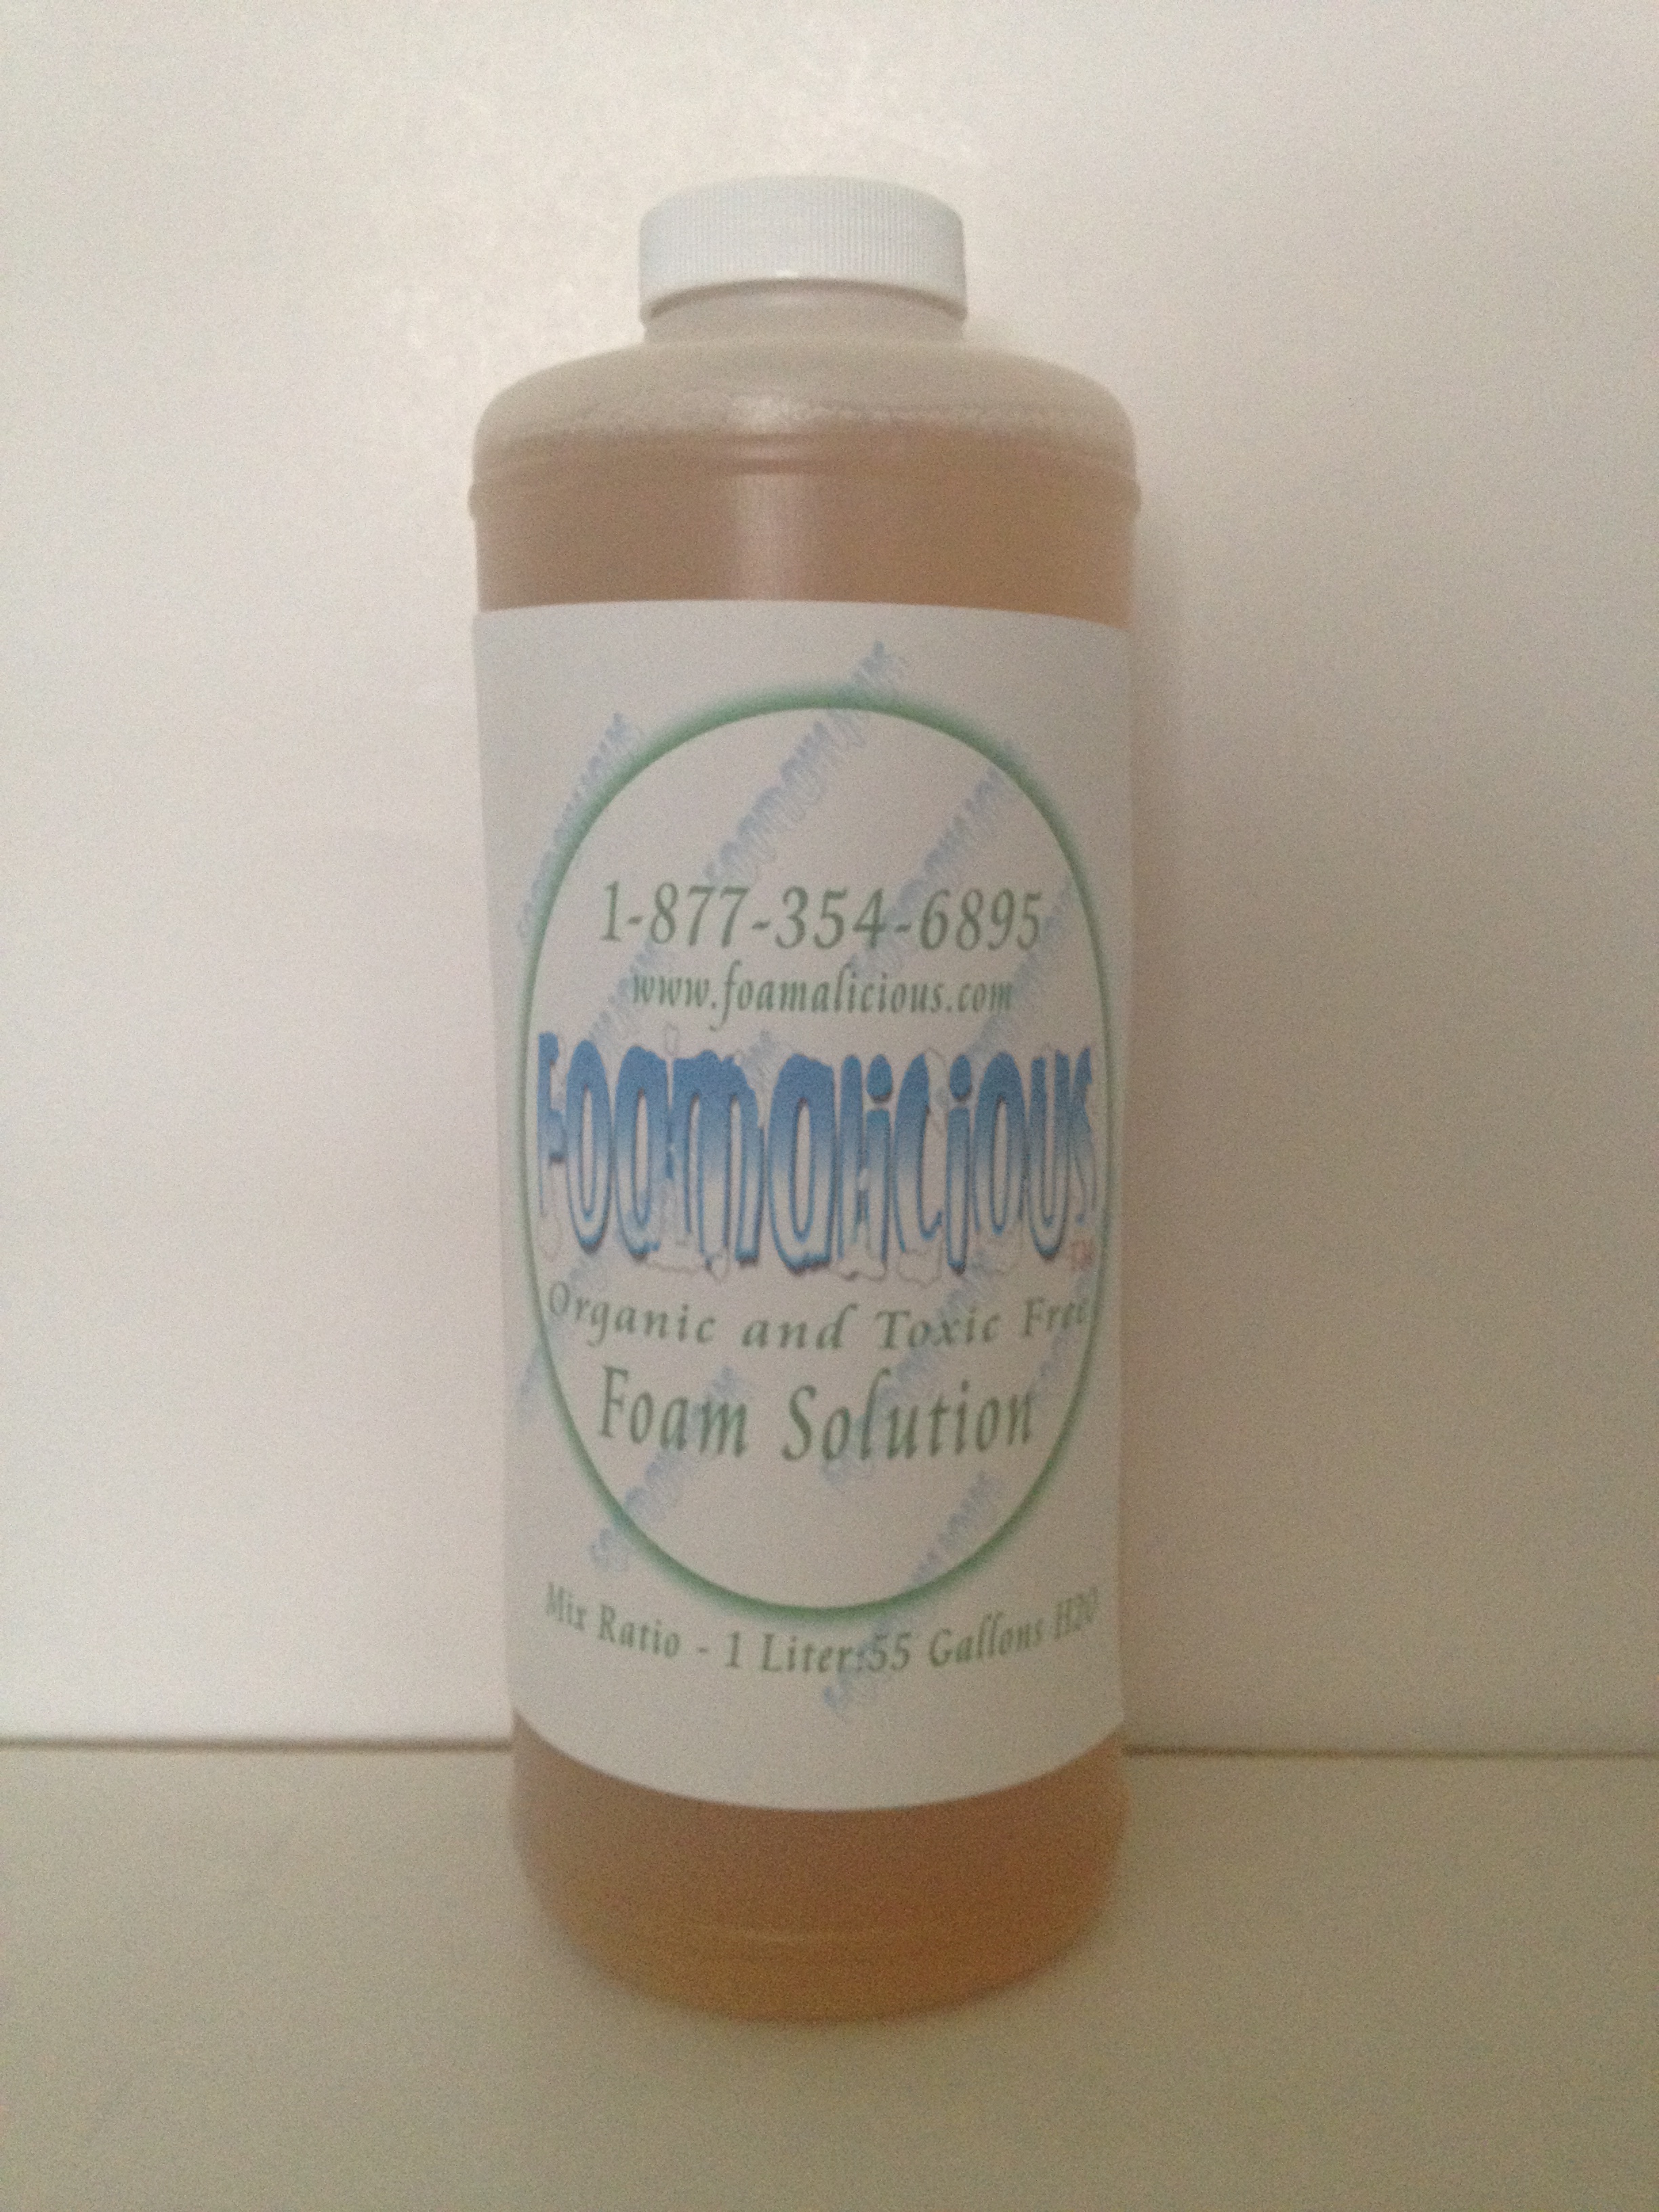 1-877-354-6895
www.foamalicious.com
Foamalicious
TM
Organic and Toxic Free
Foam Solution
Mix Ratio - 1 Liter:55 Gallons H2O